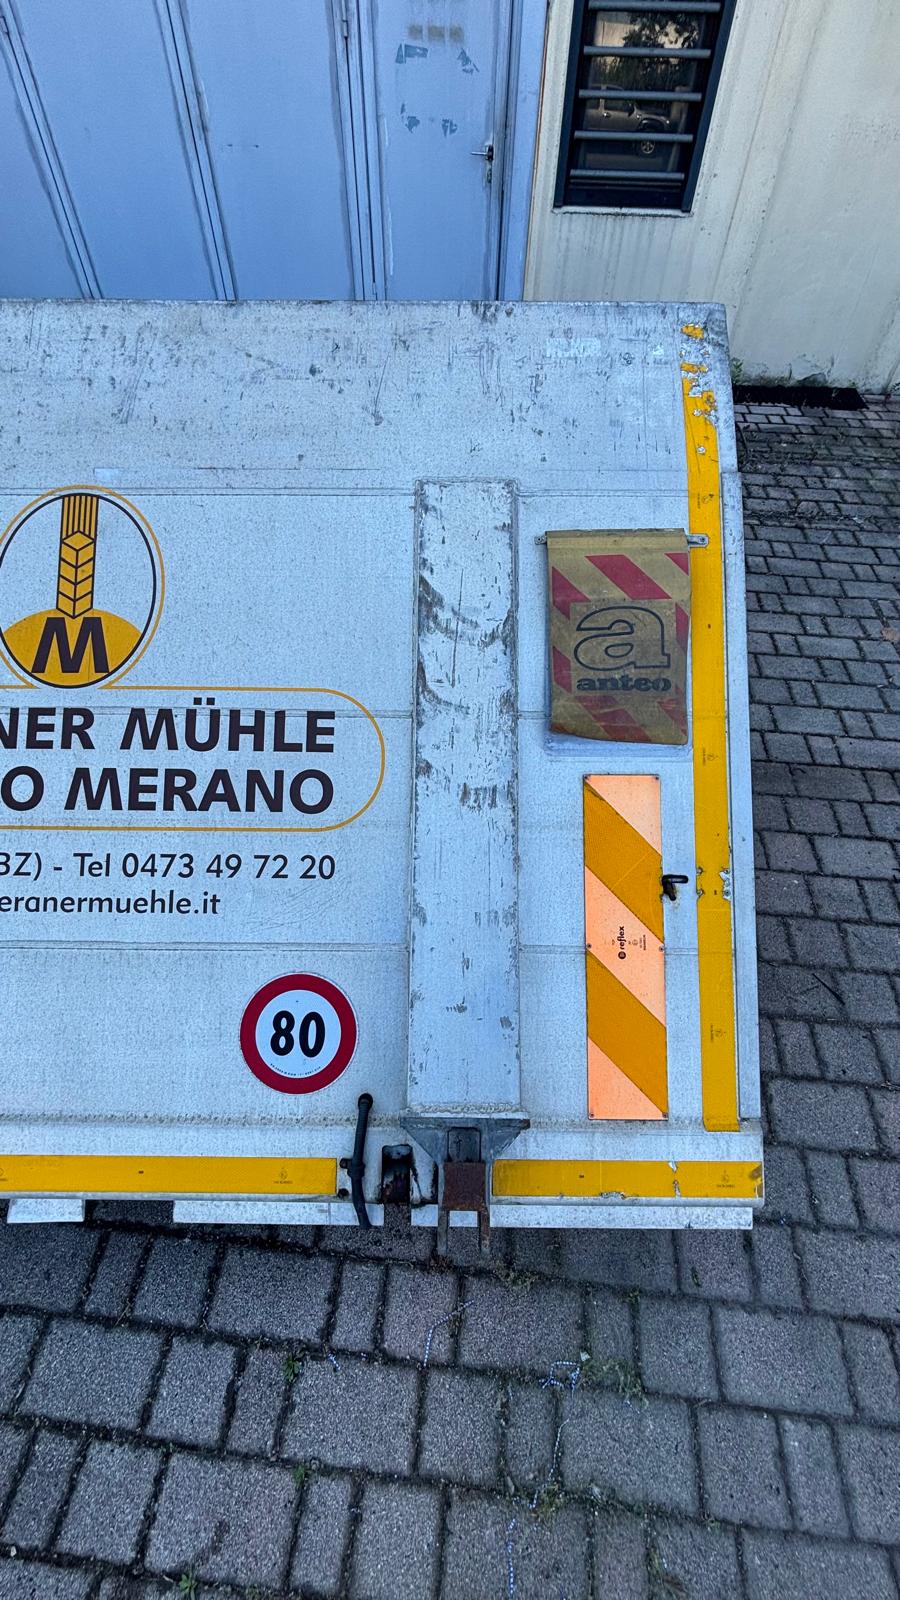 M
NER MÜHLE
O MERANO
BZ) - Tel 0473 49 72 20
eranermuehle.it
80
a
anteo
reflex